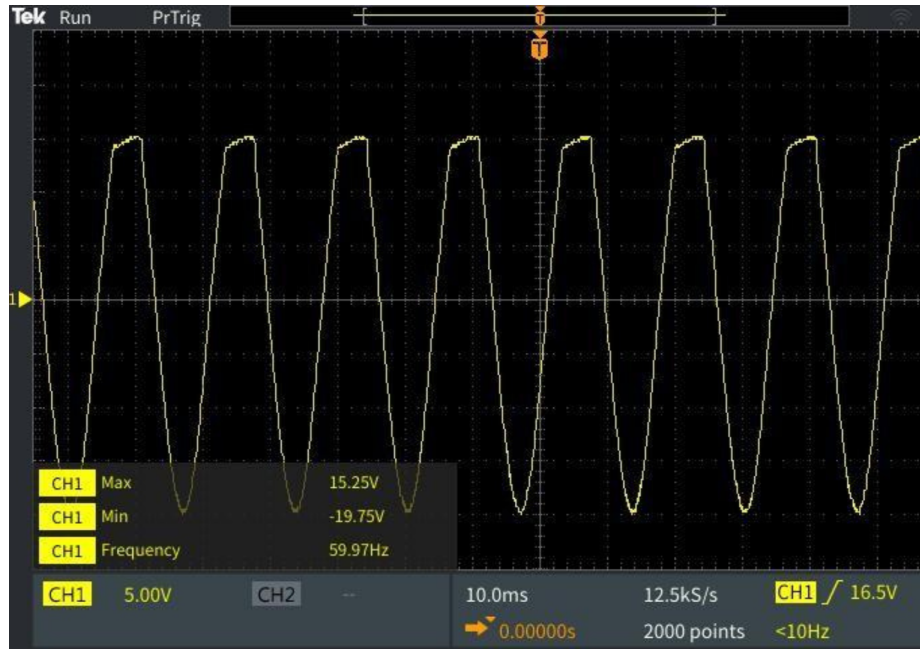 Tek Run PrTrig
T
T
1
CH1 Max 15.25V
CH1 Min -19.75V
CH1 Frequency 59.97Hz
CH1 5.00V CH2 -- 10.0ms 12.5kS/s CH1 16.5V
0.00000s 2000 points <10Hz